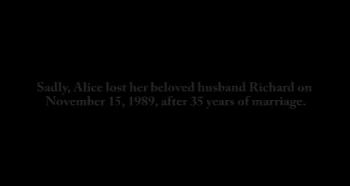 Sadly, Alice lost her beloved husband Richard on
November 15, 1989, after 35 years of marriage.